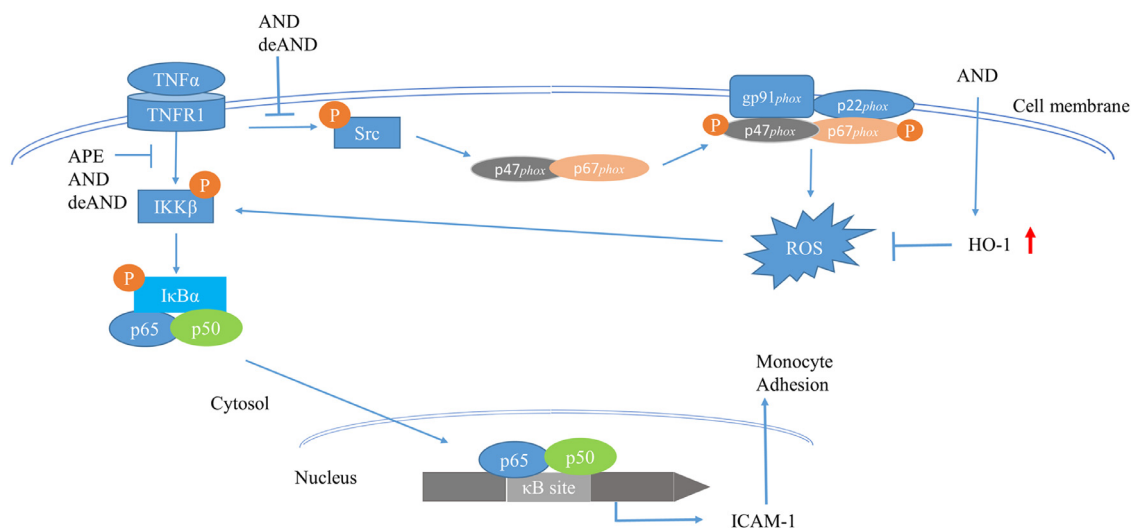 AND
deAND
TNFα
TNFR1
P
Src
APE
AND
deAND
P
IKKβ
P
IκBα
p65
p50
p47phox
p67phox
gp91phox
p22phox
P
p47phox
p67phox
P
AND
Cell membrane
ROS
HO-1
Monocyte
Adhesion
Cytosol
Nucleus
p65
p50
κB site
ICAM-1